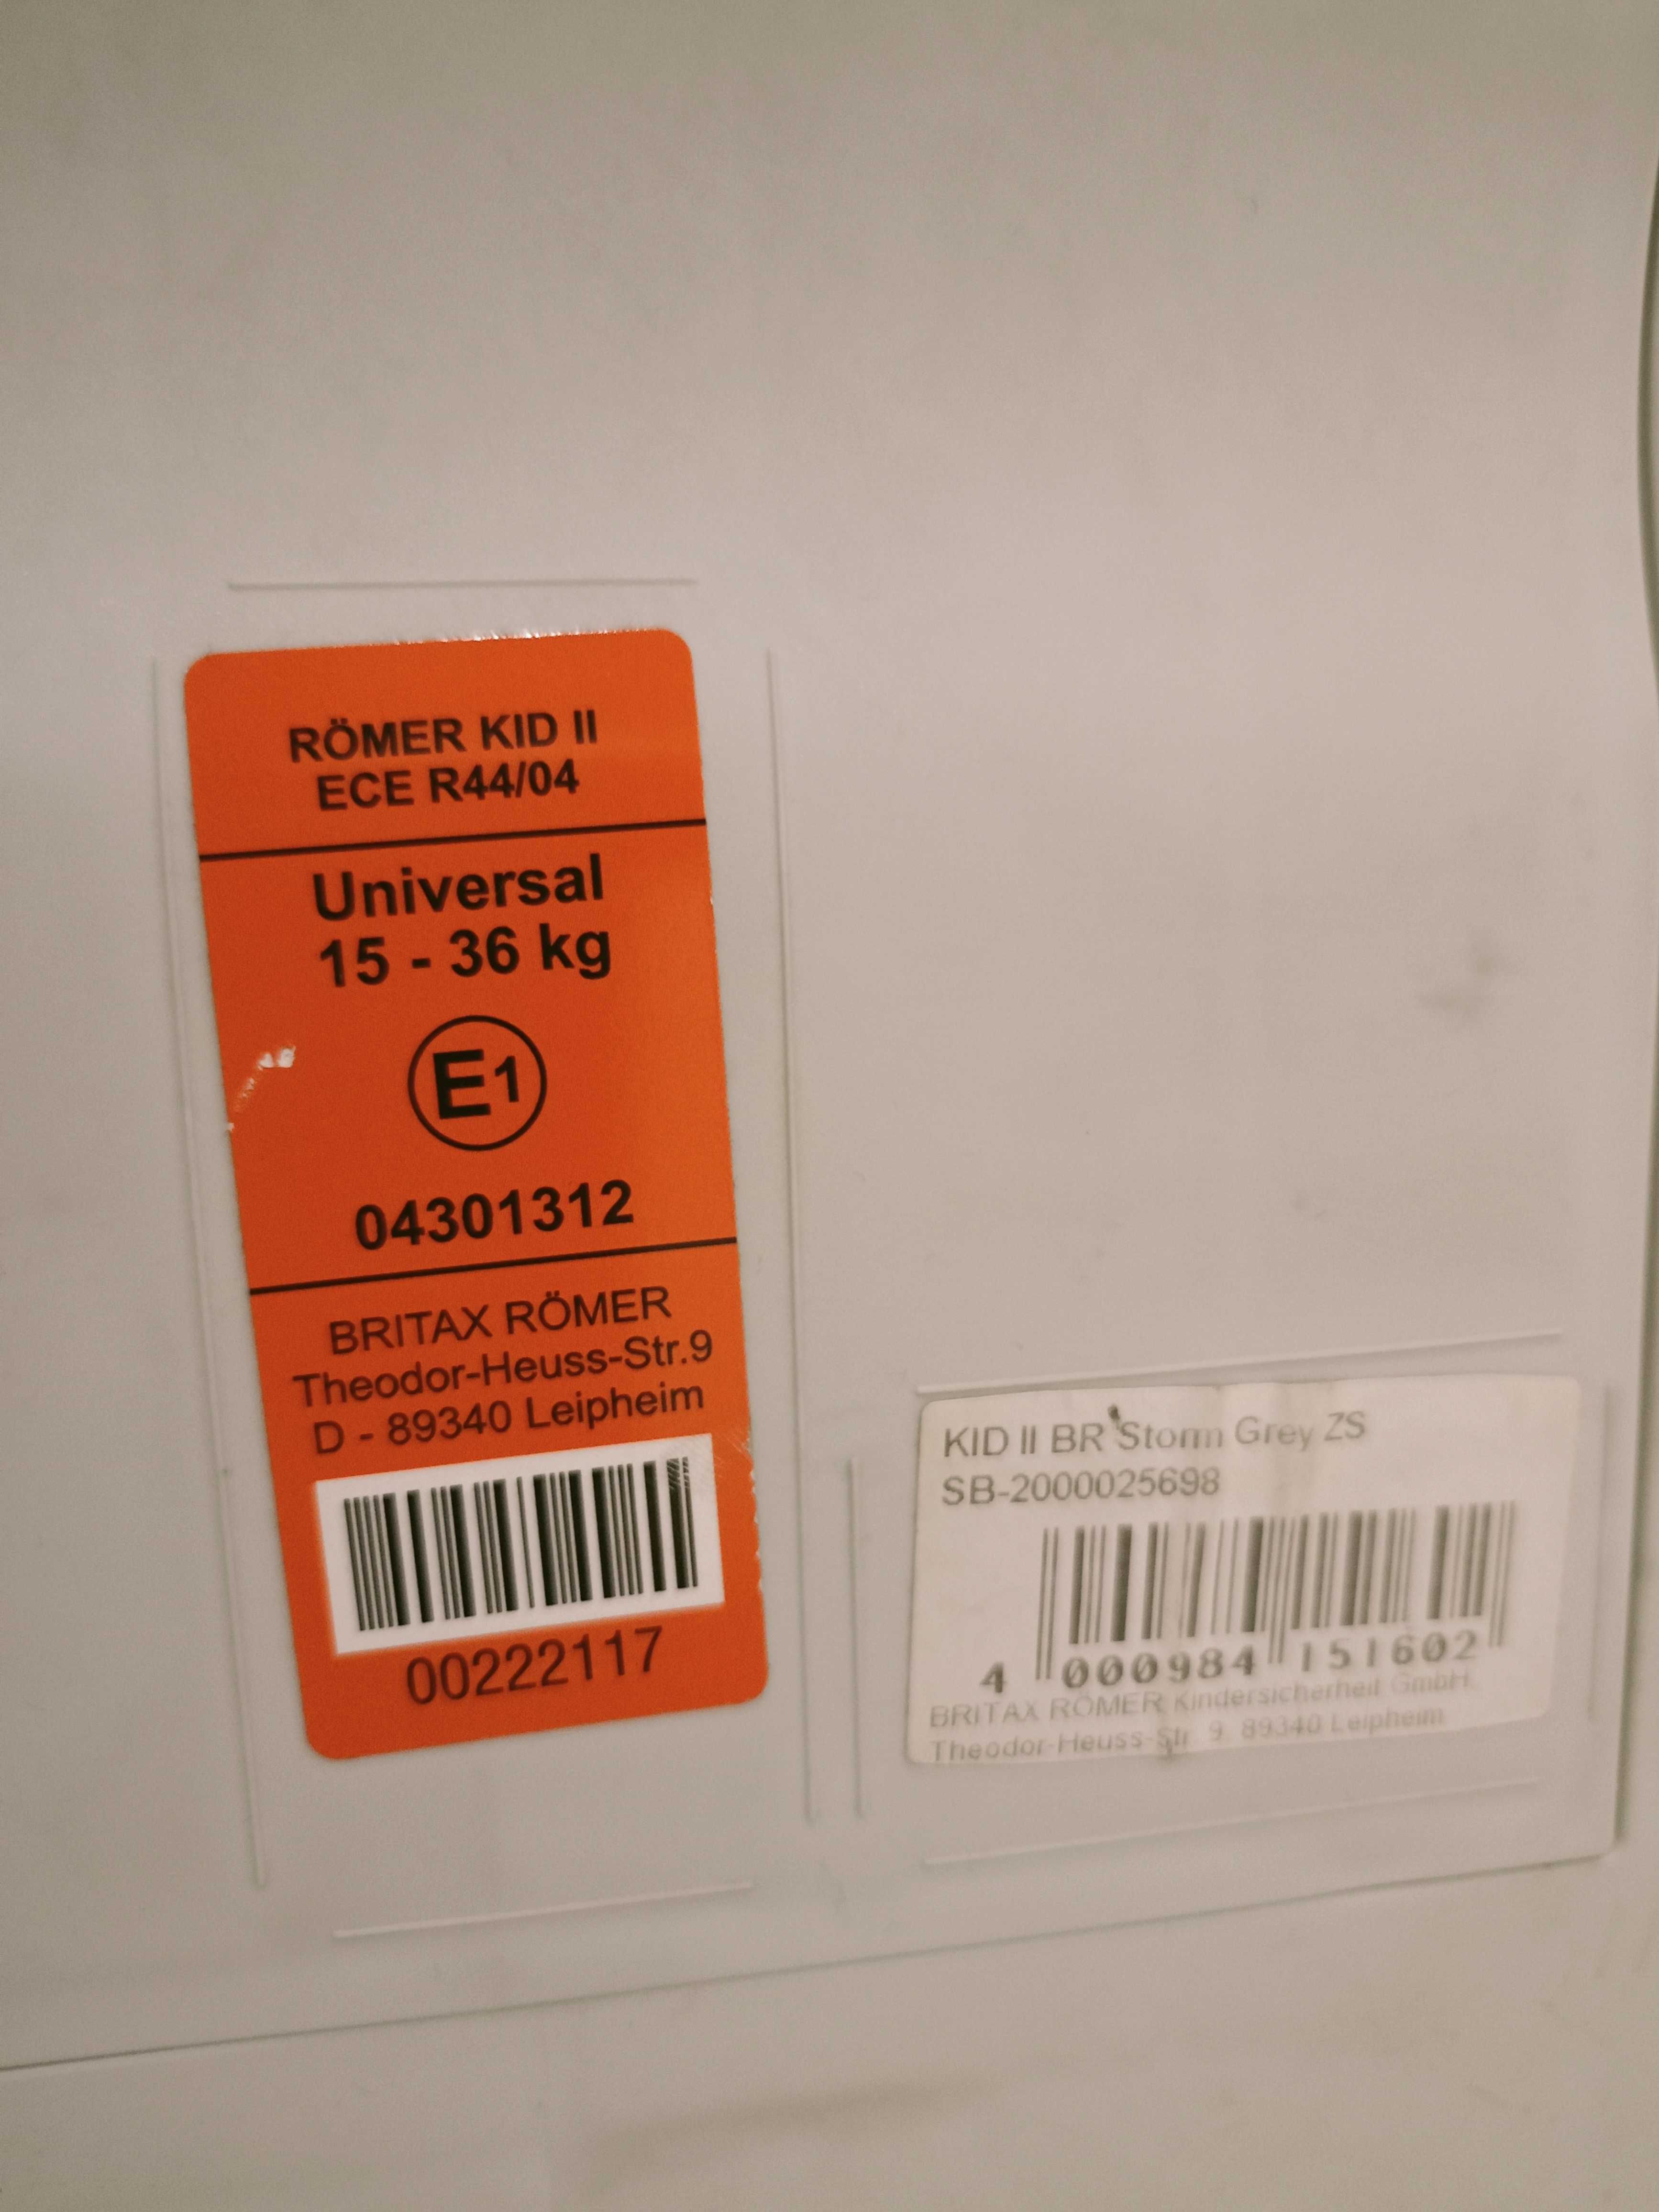 RÖMER KID II
ECE R44/04
Universal
15 - 36 kg
E1
04301312
BRITAX RÖMER
Theodor-Heuss-Str.9
D - 89340 Leipheim
00222117
KID II BR Storm Grey ZS
SB-2000025698
4 000984 151602
BRITAX RÖMER Kindersicherheit GmbH
Theodor-Heuss-Str. 9, 89340 Leipheim